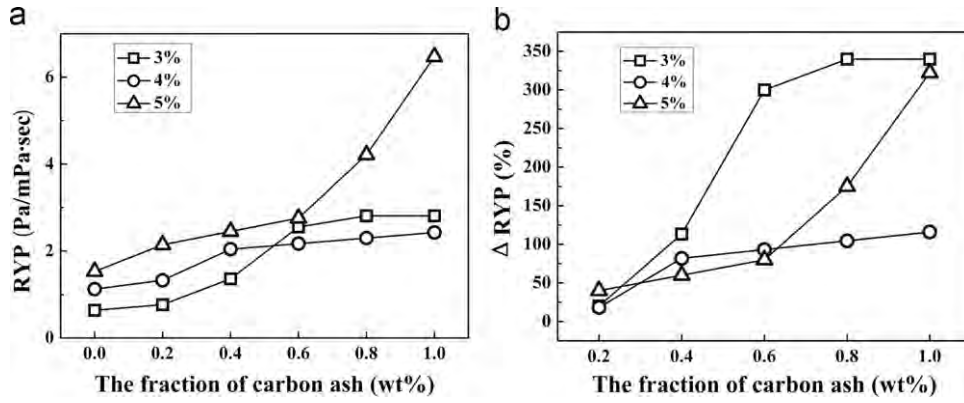 a
3%
4%
5%
6
4
2
0
RYP (Pa/mPa·sec)
0.0 0.2 0.4 0.6 0.8 1.0
The fraction of carbon ash (wt%)
b
3%
4%
5%
350
300
250
200
150
100
50
0
Δ RYP (%)
0.2 0.4 0.6 0.8 1.0
The fraction of carbon ash (wt%)